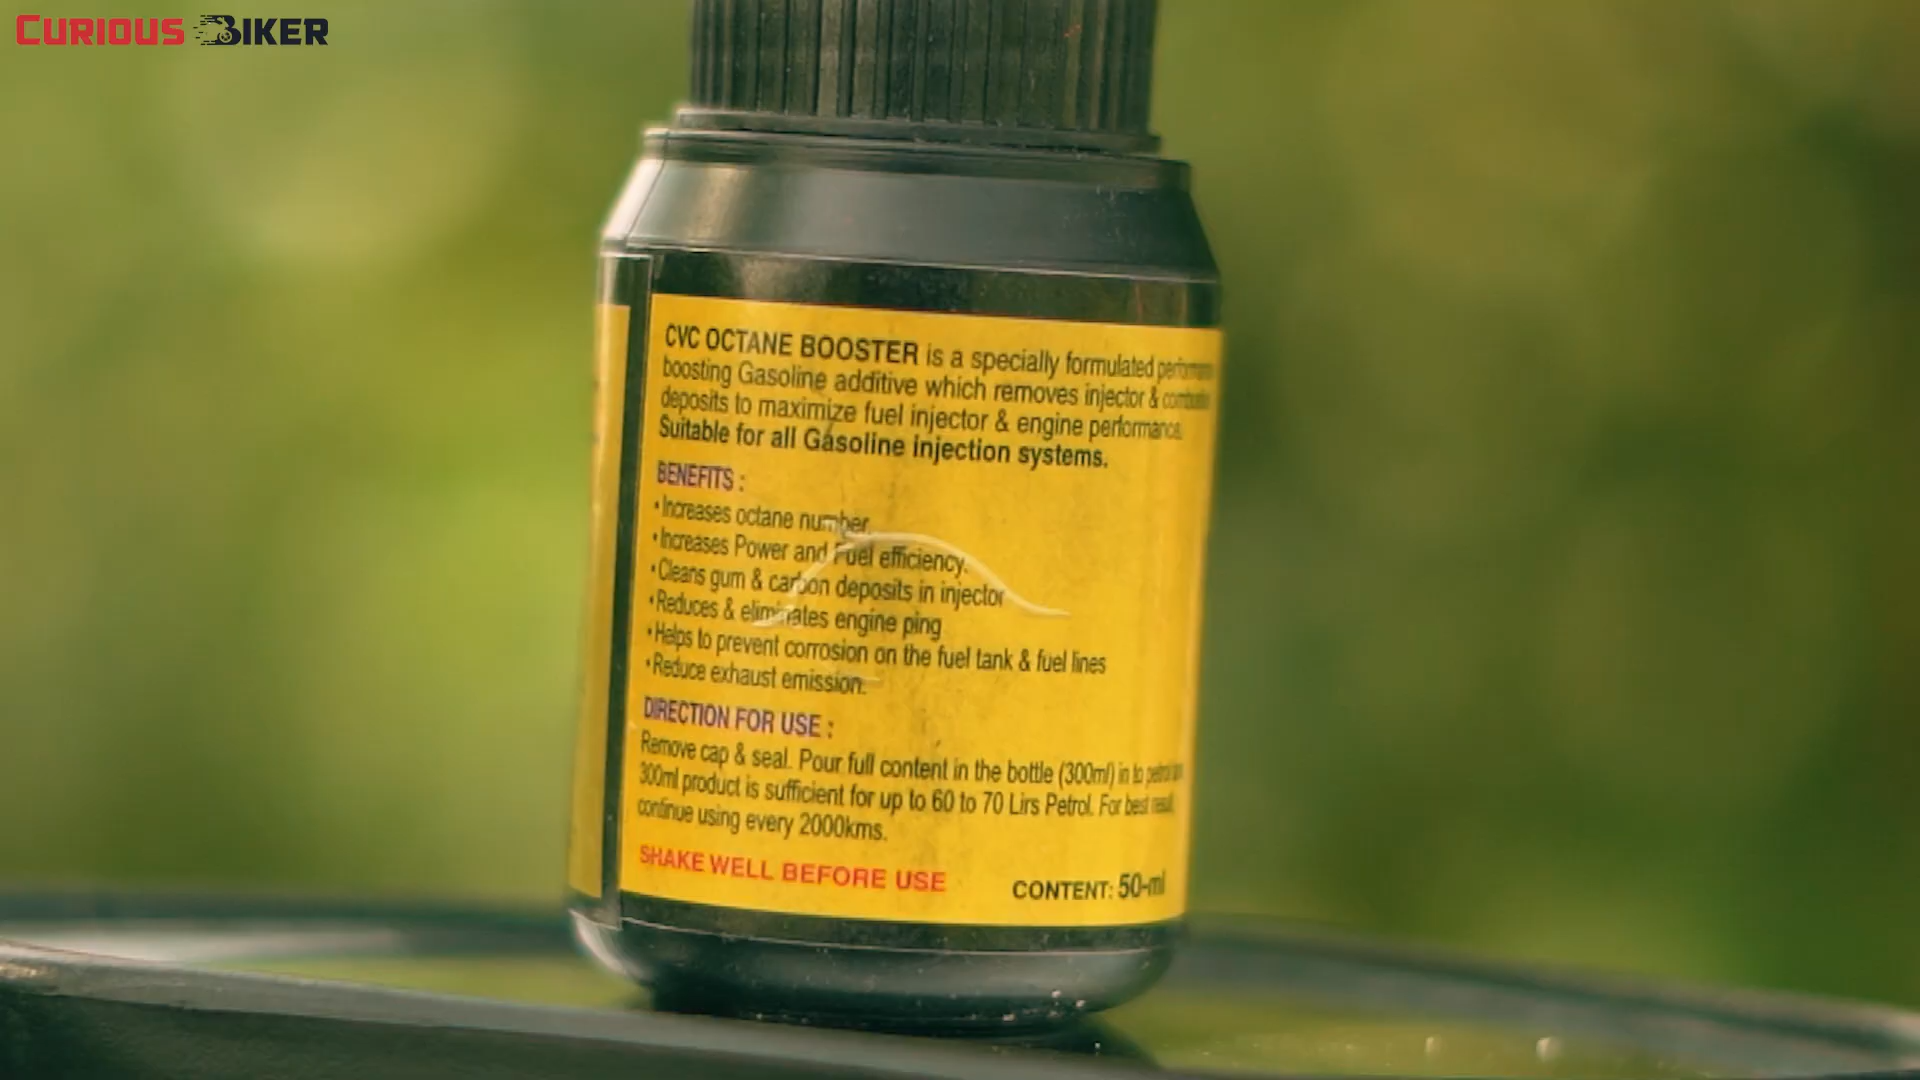 CURIOUS BIKER
CVC OCTANE BOOSTER is a specially formulated
boosting Gasoline additive which removes injector &
deposits to maximize fuel injector & engine performance.
Suitable for all Gasoline injection systems.
BENEFITS :
• Increases octane number.
• Increases Power and Fuel efficiency.
• Cleans gum & carbon deposits in injector
• Reduces & eliminates engine ping
• Helps to prevent corrosion on the fuel tank & fuel lines
• Reduce exhaust emission.
DIRECTION FOR USE :
Remove cap & seal. Pour full content in the bottle (300ml) in to
300ml product is sufficient for up to 60 to 70 Lirs Petrol. For best
continue using every 2000kms.
SHAKE WELL BEFORE USE
CONTENT: 50-ml